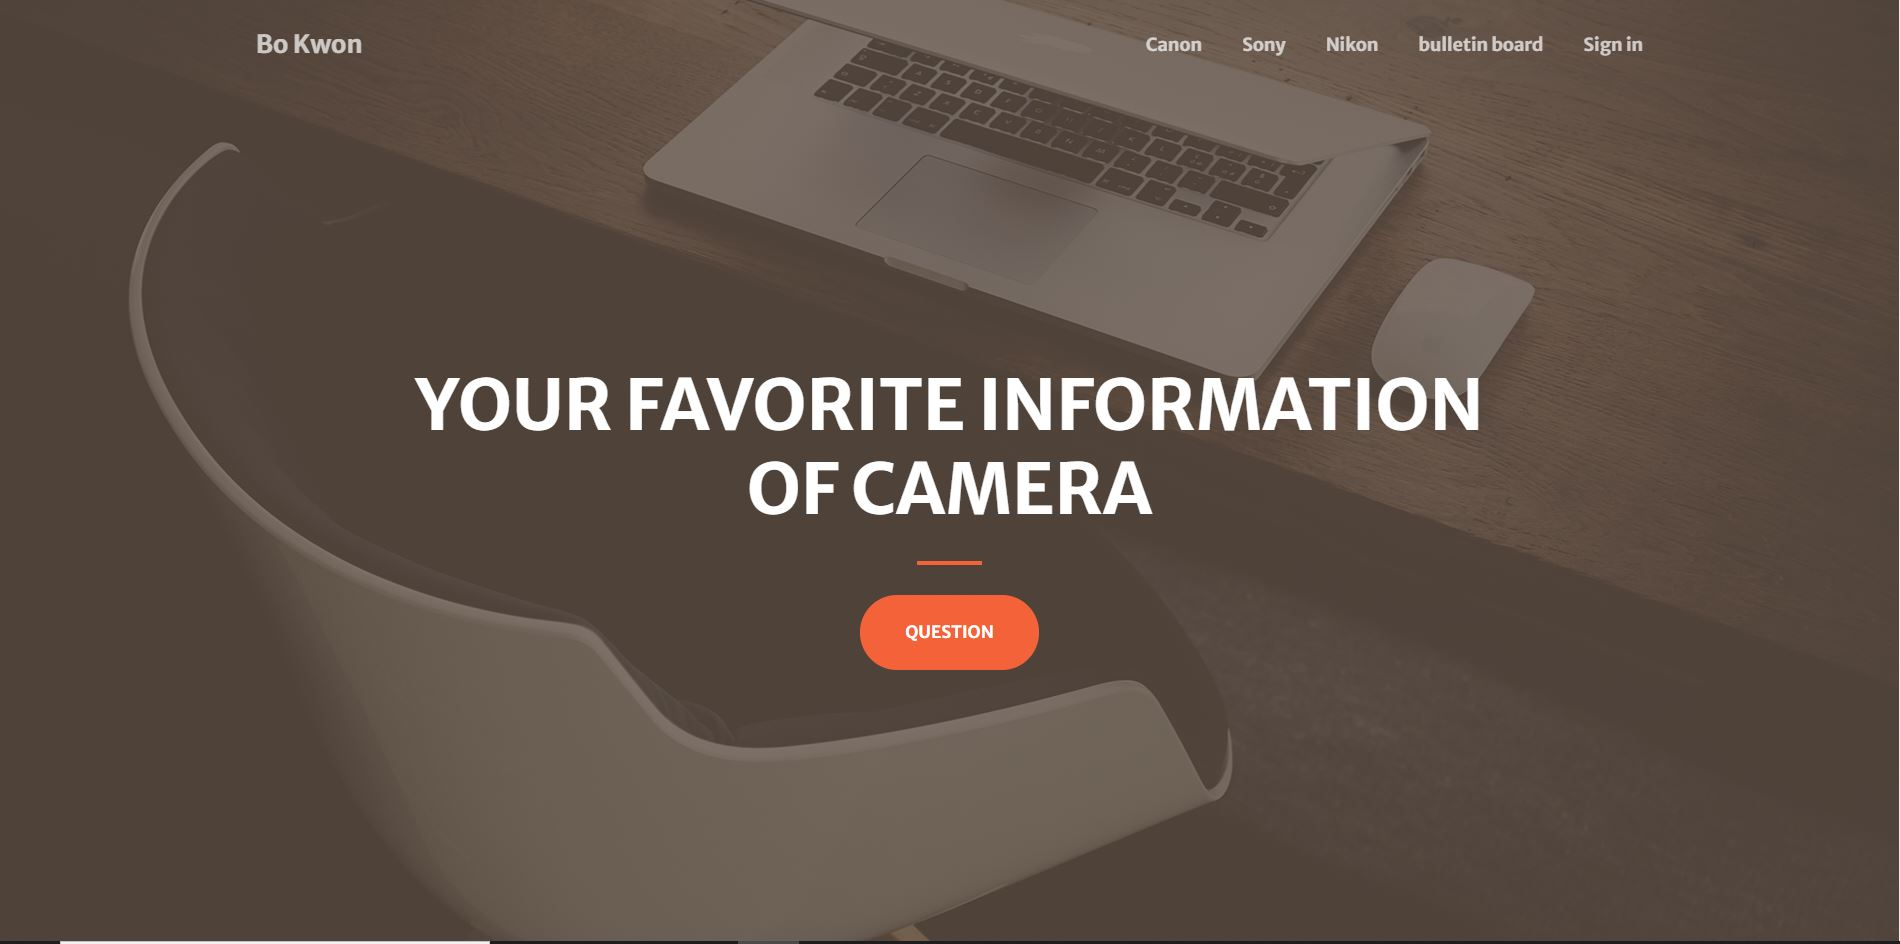 Bo Kwon
Canon Sony Nikon bulletin board Sign in
YOUR FAVORITE INFORMATION
OF CAMERA
QUESTION